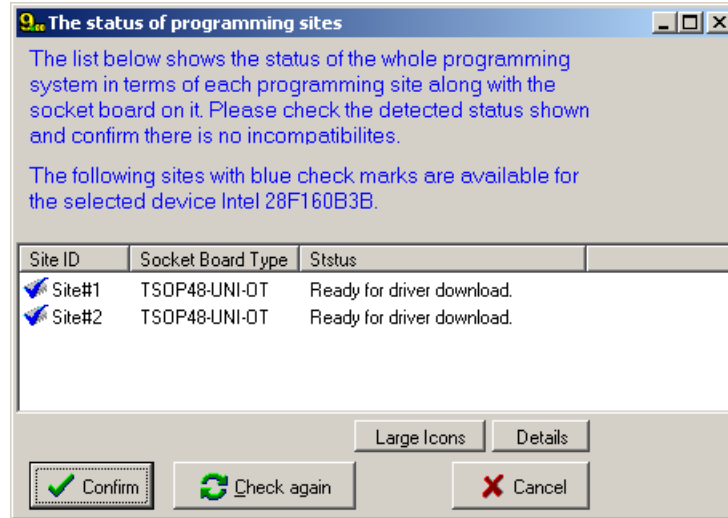 The status of programming sites
The list below shows the status of the whole programming
system in terms of each programming site along with the
socket board on it. Please check the detected status shown
and confirm there is no incompatibilites.
The following sites with blue check marks are available for
the selected device Intel 28F160B3B.
Site ID Socket Board Type Ststus
Site#1 TSOP48-UNI-OT Ready for driver download.
Site#2 TSOP48-UNI-OT Ready for driver download.
Large Icons Details
Confirm Check again Cancel